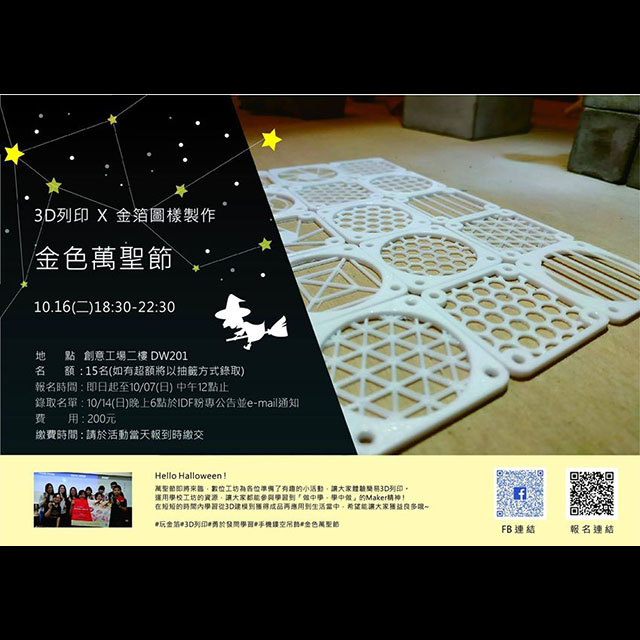 3D列印 X 金箔圖樣製作
金色萬聖節
10.16(二)18:30-22:30
地 點 創意工場二樓 DW201
名 額 : 15名(如有超額將以抽籤方式錄取)
報名時間 : 即日起至10/07(日) 中午12點止
錄取名單 : 10/14(日)晚上6點於IDF粉專公告並e-mail通知
費 用 : 200元
繳費時間 : 請於活動當天報到時繳交
Hello Halloween !
萬聖節即將來臨，數位工坊為各位準備了有趣的小活動，讓大家體驗簡易3D列印。
運用學校工坊的資源，讓大家都能參與學習到「做中學，學中做」的Maker精神！
在短短的時間內學習從3D建模到獲得成品再應用到生活當中，希望能讓大家獲益良多哦~
#玩金箔#3D列印#勇於發問學習#手機鏤空吊飾#金色萬聖節
FB 連結
報名連結